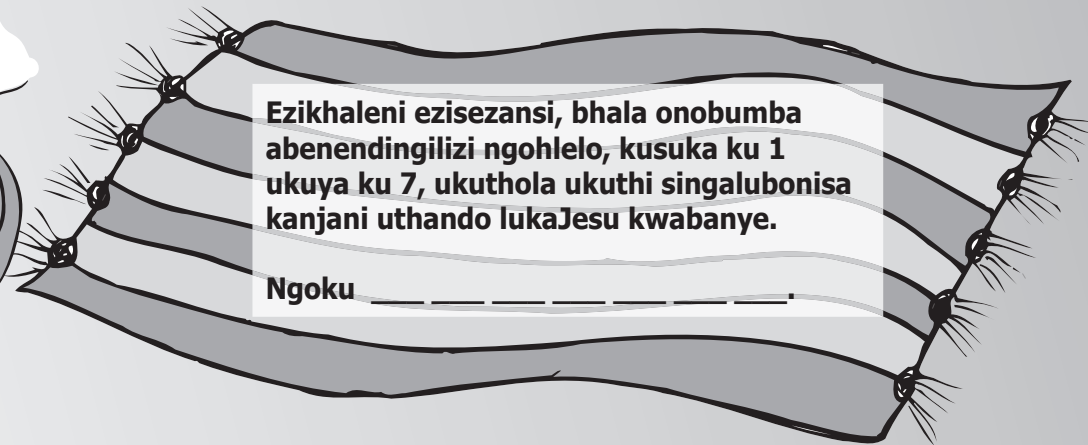 Ezikhaleni ezisezansi, bhala onobumba
abenendingilizi ngohlelo, kusuka ku 1
ukuya ku 7, ukuthola ukuthi singalubonisa
kanjani uthando lukaJesu kwabanye.
Ngoku ___ ___ ___ ___ ___ ___ ___.